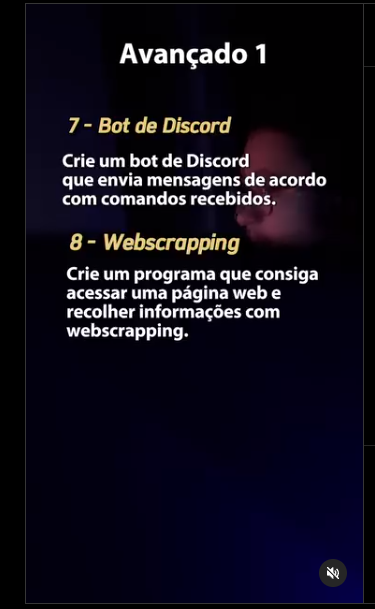 Avançado 1
7 - Bot de Discord
Crie um bot de Discord
que envia mensagens de acordo
com comandos recebidos.
8 - Webscrapping
Crie um programa que consiga
acessar uma página web e
recolher informações com
webscrapping.